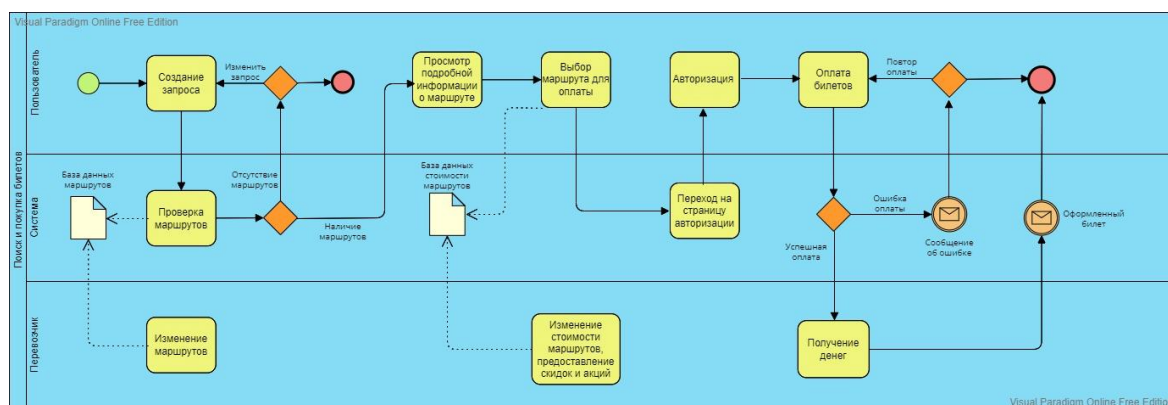 Visual Paradigm Online Free Edition
Поиск и покупка билетов
Пользователь
Создание
запроса
Изменить
запрос
Просмотр
подробной
информации
о маршруте
Выбор
маршрута для
оплаты
Авторизация
Оплата
билетов
Повтор
оплаты
Система
База данных
маршрутов
Проверка
маршрутов
Отсутствие
маршрутов
Наличие
маршрутов
База данных
стоимости
маршрутов
Переход на
страницу
авторизации
Ошибка
оплаты
Успешная
оплата
Сообщение
об ошибке
Оформленный
билет
Перевозчик
Изменение
маршрутов
Изменение
стоимости
маршрутов,
предоставление
скидок и акций
Получение
денег
Visual Paradigm Online Free Edition